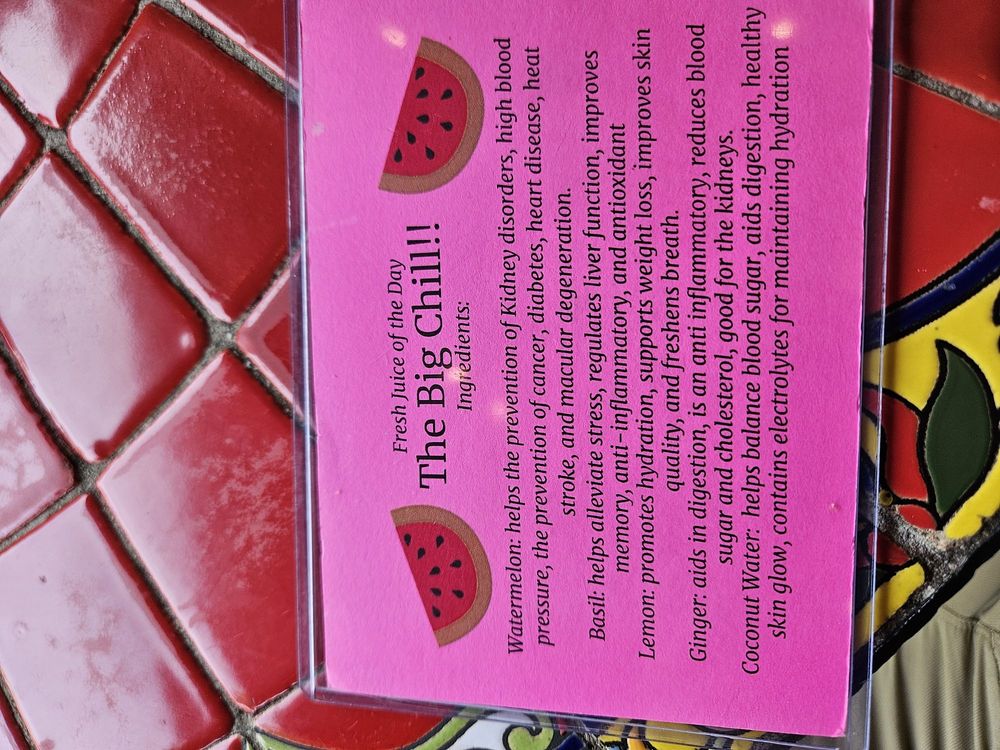 Fresh Juice of the Day
The Big Chill!!
Ingredients:
Watermelon: helps the prevention of Kidney disorders, high blood
pressure, the prevention of cancer, diabetes, heart disease, heat
stroke, and macular degeneration.
Basil: helps alleviate stress, regulates liver function, improves
memory, anti-inflammatory, and antioxidant
Lemon: promotes hydration, supports weight loss, improves skin
quality, and freshens breath.
Ginger: aids in digestion, is an anti inflammatory, reduces blood
sugar and cholesterol, good for the kidneys.
Coconut Water: helps balance blood sugar, aids digestion, healthy
skin glow, contains electrolytes for maintaining hydration